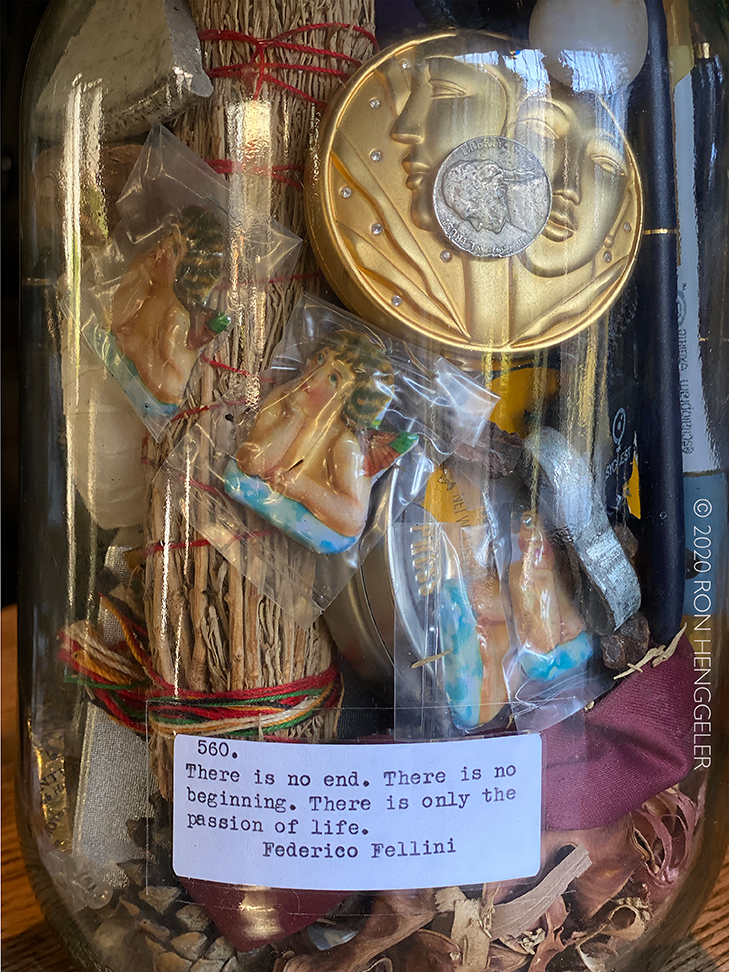 LIBERTY
560.
There is no end. There is no
beginning. There is only the
passion of life.
Federico Fellini
© 2020 RON HENGGELER